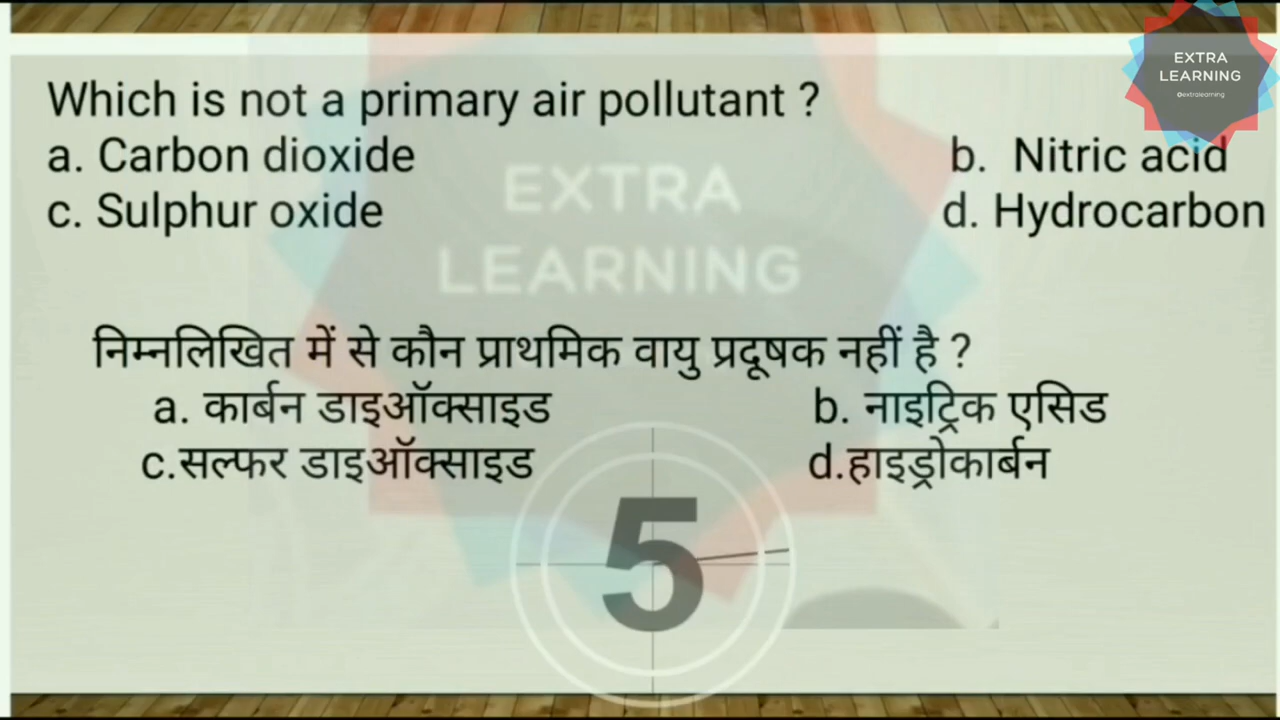 EXTRA
LEARNING
extralearning
Which is not a primary air pollutant ?
a. Carbon dioxide b. Nitric acid
c. Sulphur oxide d. Hydrocarbon
EXTRA
LEARNING
निम्नलिखित में से कौन प्राथमिक वायु प्रदूषक नहीं है ?
a. कार्बन डाइऑक्साइड b. नाइट्रिक एसिड
c.सल्फर डाइऑक्साइड d.हाइड्रोकार्बन
5